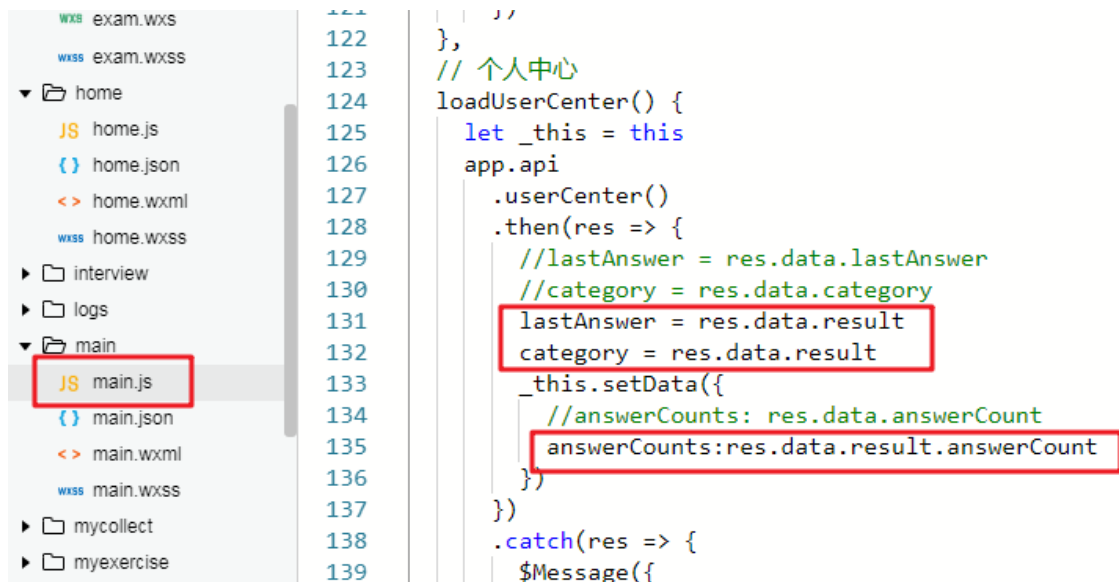 exam.wxs
exam.wxss
home
JS home.js
{ } home.json
< > home.wxml
wxss home.wxss
interview
logs
main
JS main.js
{ } main.json
< > main.wxml
wxss main.wxss
mycollect
myexercise
122 },
123 // 个人中心
124 loadUserCenter() {
125 let _this = this
126 app.api
127 .userCenter()
128 .then(res => {
129 //lastAnswer = res.data.lastAnswer
130 //category = res.data.category
131 lastAnswer = res.data.result
132 category = res.data.result
133 _this.setData({
134 //answerCounts: res.data.answerCount
135 answerCounts:res.data.result.answerCount
136 })
137 })
138 .catch(res => {
139 $Message({